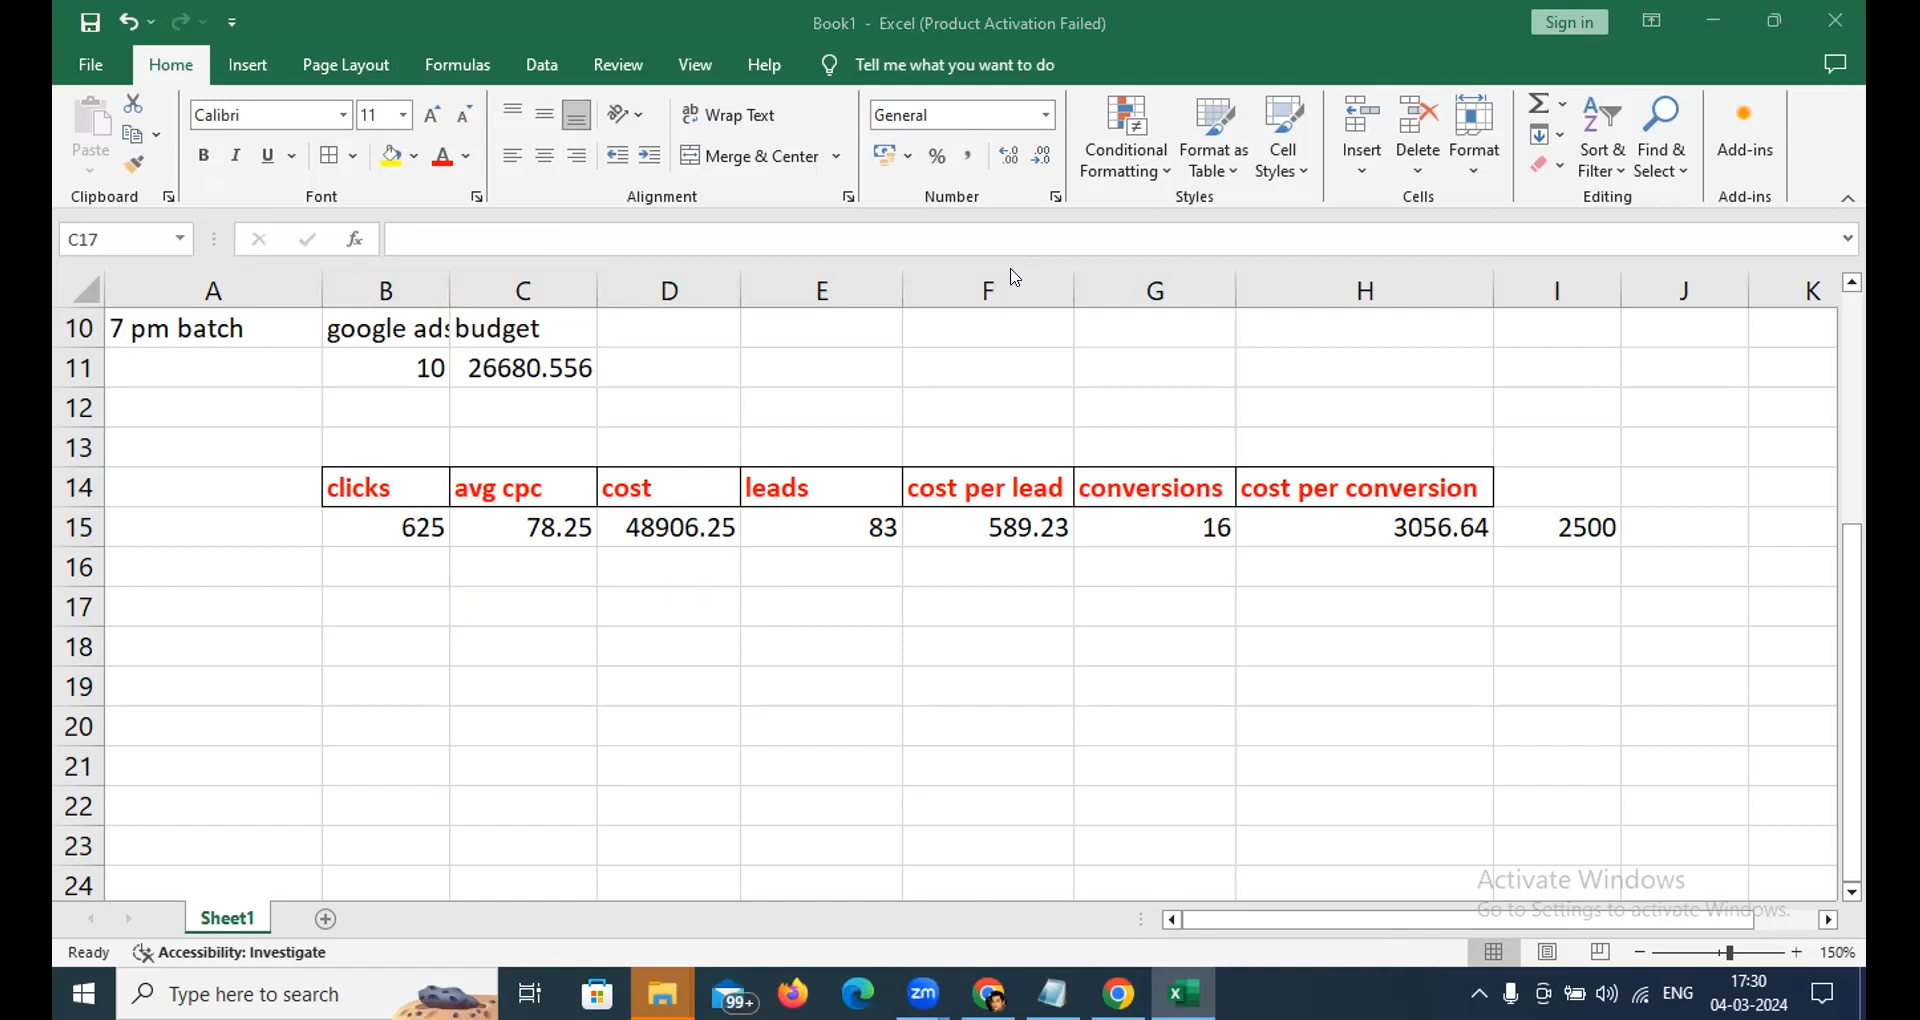 Book1 - Excel (Product Activation Failed)
Sign in
File Home Insert Page Layout Formulas Data Review View Help Tell me what you want to do
Calibri 11 Wrap Text General
Paste Merge & Center
Conditional Formatting Format as Table Cell Styles Insert Delete Format Sort & Filter Find & Select Add-ins
Clipboard Font Alignment Number Styles Cells Editing Add-ins
C17 fx
A B C D E F G H I J K
10 7 pm batch google ads budget
11 10 26680.556
12
13
14 clicks avg cpc cost leads cost per lead conversions cost per conversion
15 625 78.25 48906.25 83 589.23 16 3056.64 2500
16
17
18
19
20
21
22
23
24
Activate Windows
Go to Settings to activate Windows.
Sheet1
Ready Accessibility: Investigate 150%
Type here to search 99+ zm ENG 17:30
04-03-2024